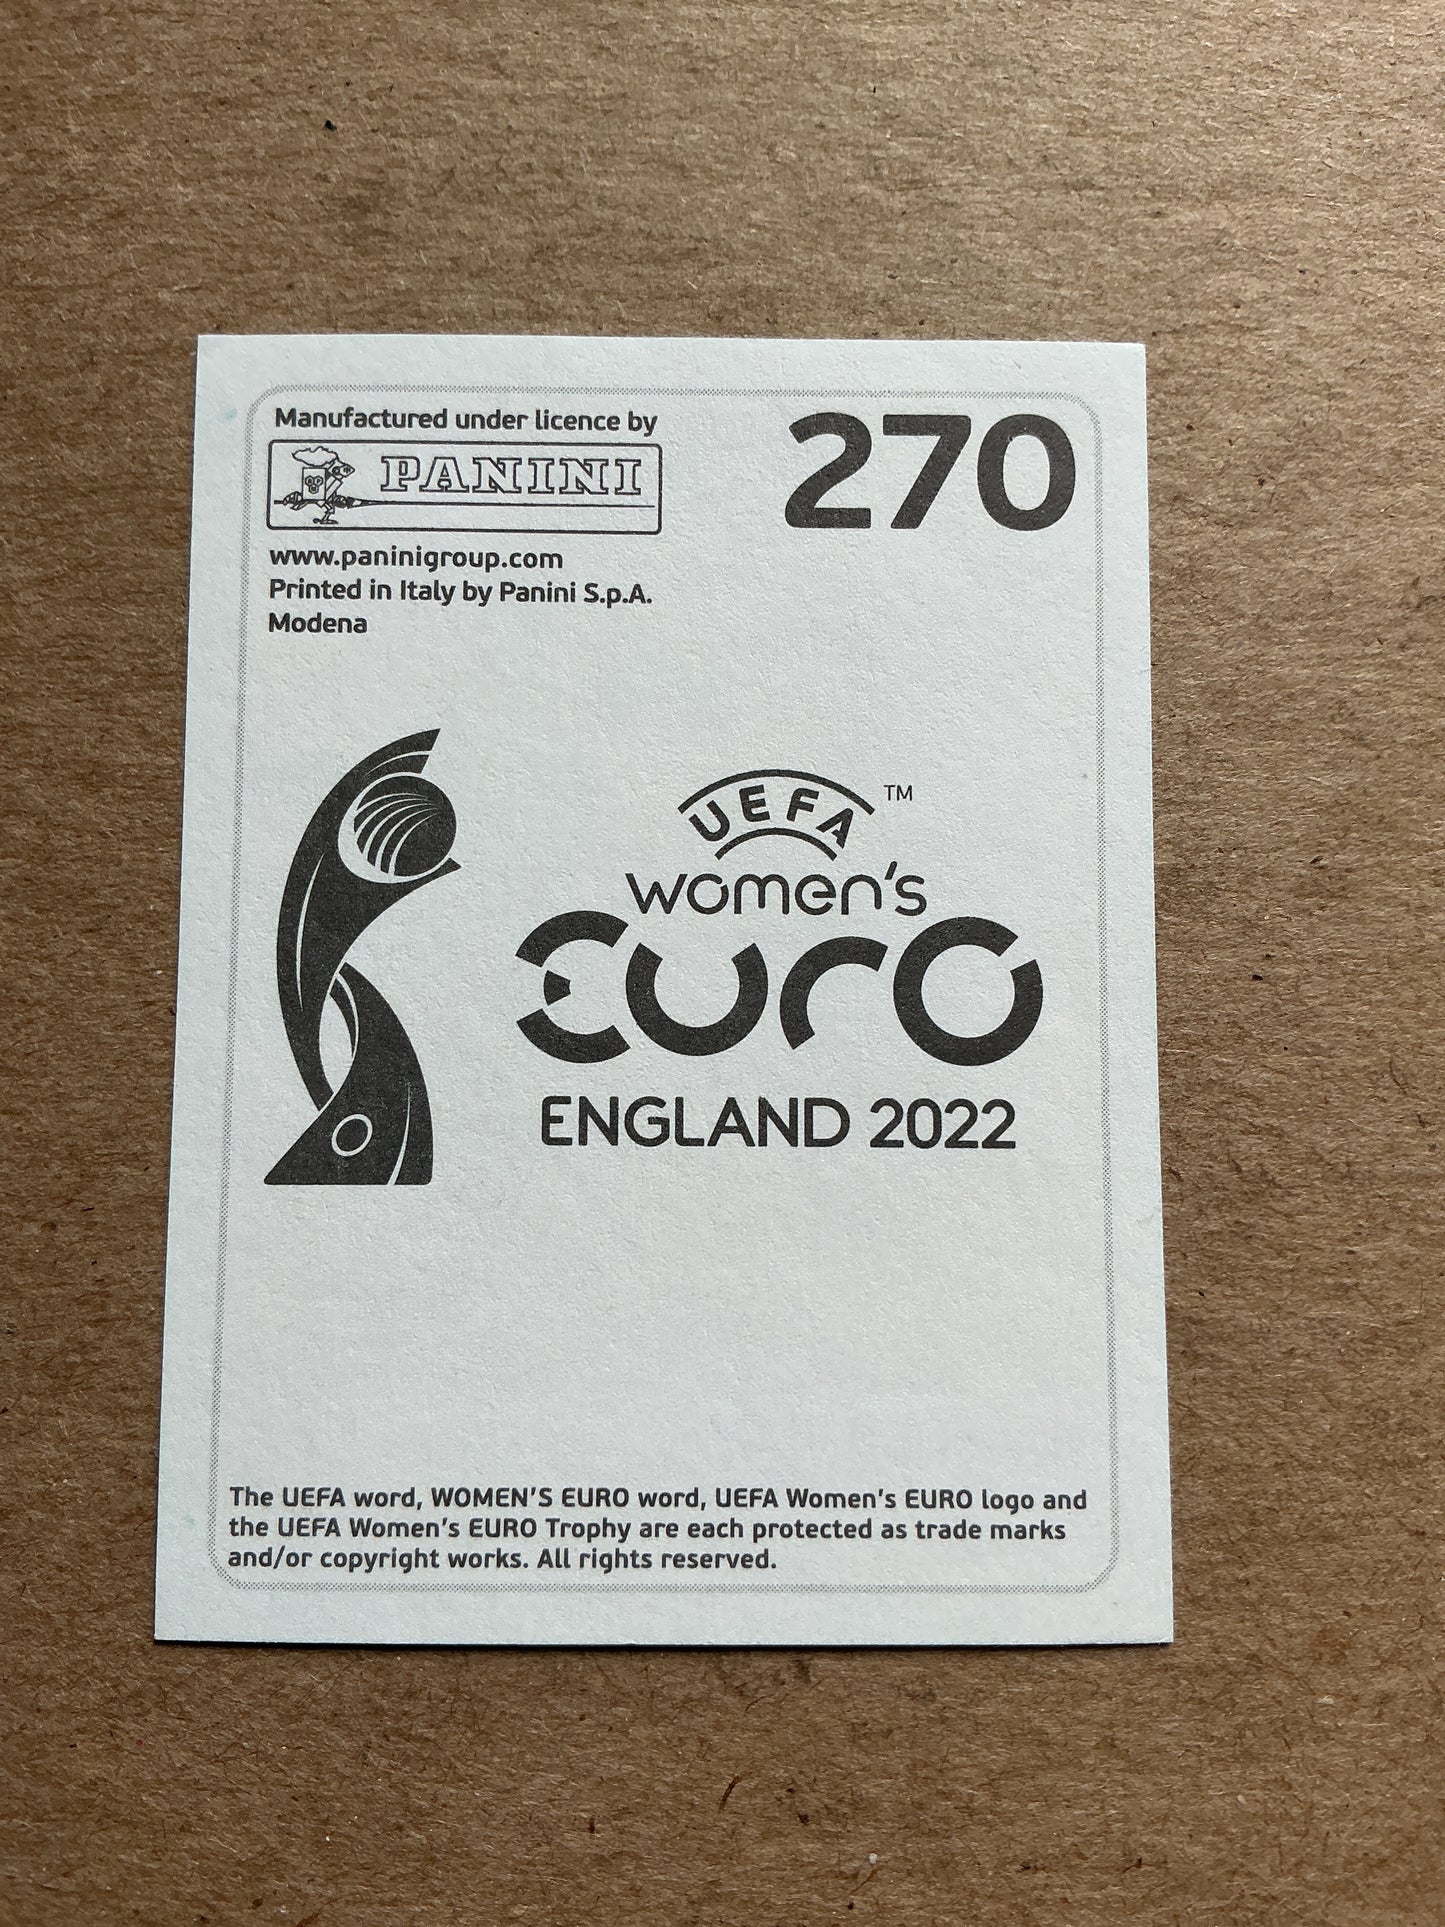 Manufactured under licence by
PANINI
270
www.paninigroup.com
Printed in Italy by Panini S.p.A.
Modena
UEFA ™
women's
EURO
ENGLAND 2022
The UEFA word, WOMEN'S EURO word, UEFA Women's EURO logo and
the UEFA Women's EURO Trophy are each protected as trade marks
and/or copyright works. All rights reserved.